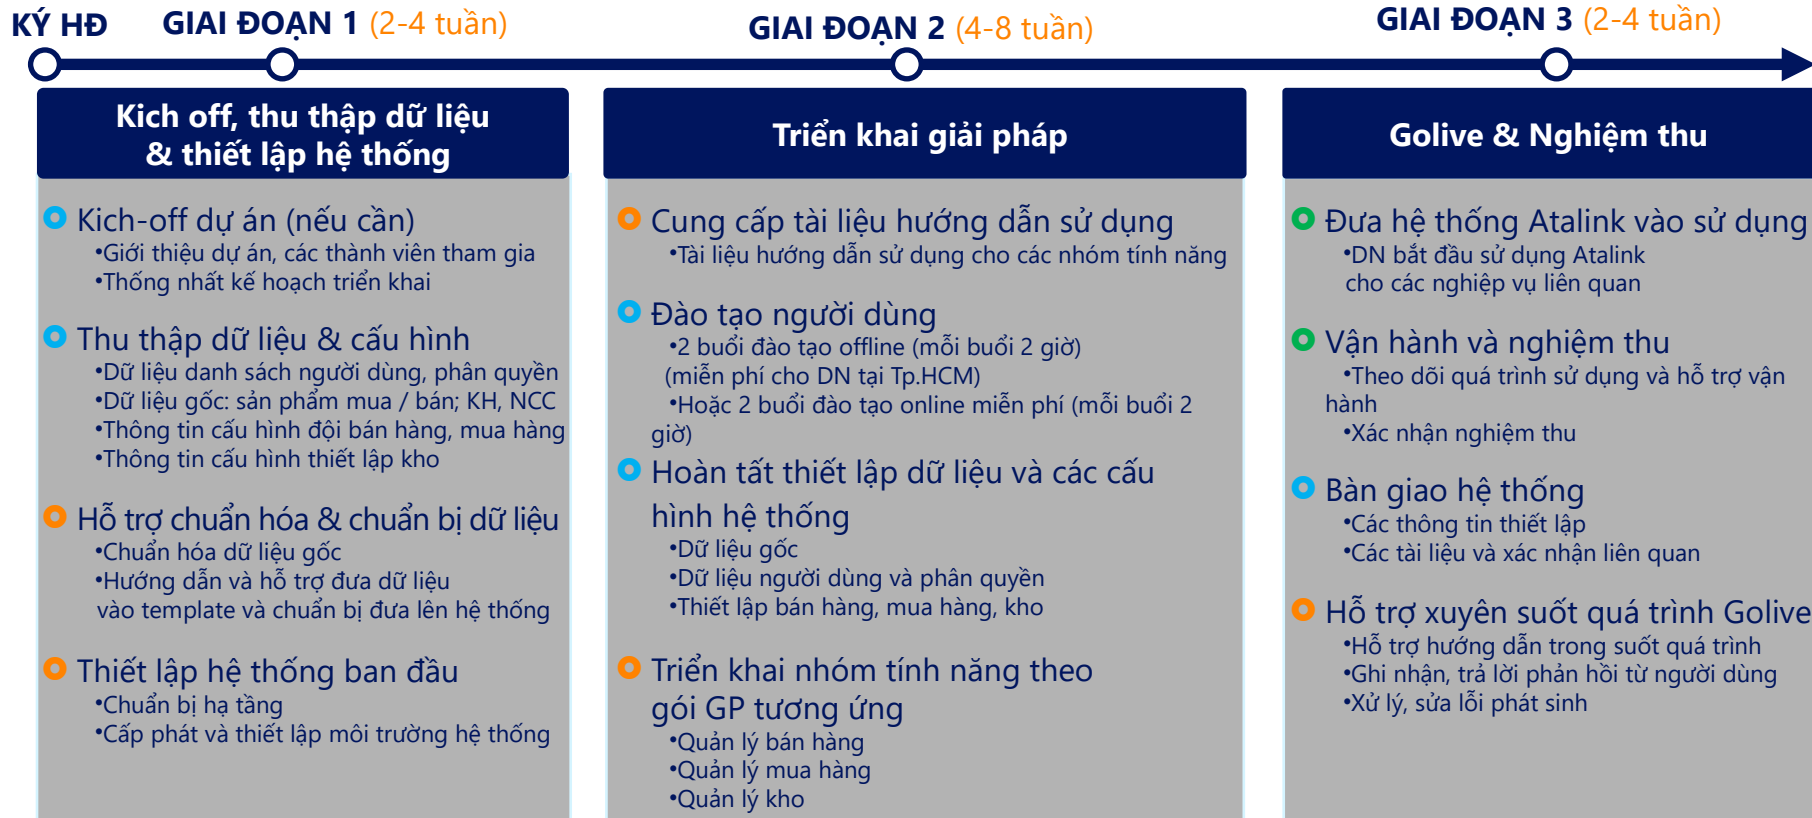 KÝ HĐ
GIAI ĐOẠN 1 (2-4 tuần)
GIAI ĐOẠN 2 (4-8 tuần)
GIAI ĐOẠN 3 (2-4 tuần)
Kich off, thu thập dữ liệu
& thiết lập hệ thống
Kich-off dự án (nếu cần)
•Giới thiệu dự án, các thành viên tham gia
•Thống nhất kế hoạch triển khai
Thu thập dữ liệu & cấu hình
•Dữ liệu danh sách người dùng, phân quyền
•Dữ liệu gốc: sản phẩm mua / bán; KH, NCC
•Thông tin cấu hình đội bán hàng, mua hàng
•Thông tin cấu hình thiết lập kho
Hỗ trợ chuẩn hóa & chuẩn bị dữ liệu
•Chuẩn hóa dữ liệu gốc
•Hướng dẫn và hỗ trợ đưa dữ liệu
vào template và chuẩn bị đưa lên hệ thống
Thiết lập hệ thống ban đầu
•Chuẩn bị hạ tầng
•Cấp phát và thiết lập môi trường hệ thống
Triển khai giải pháp
Cung cấp tài liệu hướng dẫn sử dụng
•Tài liệu hướng dẫn sử dụng cho các nhóm tính năng
Đào tạo người dùng
•2 buổi đào tạo offline (mỗi buổi 2 giờ)
(miễn phí cho DN tại Tp.HCM)
•Hoặc 2 buổi đào tạo online miễn phí (mỗi buổi 2
giờ)
Hoàn tất thiết lập dữ liệu và các cấu
hình hệ thống
•Dữ liệu gốc
•Dữ liệu người dùng và phân quyền
•Thiết lập bán hàng, mua hàng, kho
Triển khai nhóm tính năng theo
gói GP tương ứng
•Quản lý bán hàng
•Quản lý mua hàng
•Quản lý kho
Golive & Nghiệm thu
Đưa hệ thống Atalink vào sử dụng
•DN bắt đầu sử dụng Atalink
cho các nghiệp vụ liên quan
Vận hành và nghiệm thu
•Theo dõi quá trình sử dụng và hỗ trợ vận
hành
•Xác nhận nghiệm thu
Bàn giao hệ thống
•Các thông tin thiết lập
•Các tài liệu và xác nhận liên quan
Hỗ trợ xuyên suốt quá trình Golive
•Hỗ trợ hướng dẫn trong suốt quá trình
•Ghi nhận, trả lời phản hồi từ người dùng
•Xử lý, sửa lỗi phát sinh